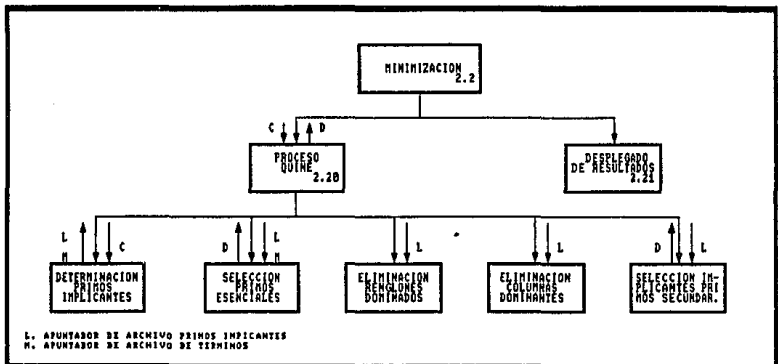 MINIMIZACION
2.2
C D
PROCESO
QUINE
2.20
DESPLEGADO
DE RESULTADOS
2.21
L
M
C
D
L
M
L
L
D
L
DETERMINACION
PRIMOS
IMPLICANTES
SELECCION
PRIMOS
ESENCIALES
ELIMINACION
RENGLONES
DOMINADOS
ELIMINACION
COLUMNAS
DOMINANTES
SELECCION IM-
PLICANTES PRI
MOS SECUNDAR.
L. APUNTADOR DE ARCHIVO PRIMOS IMPICANTES
M. APUNTADOR DE ARCHIVO DE TERMINOS